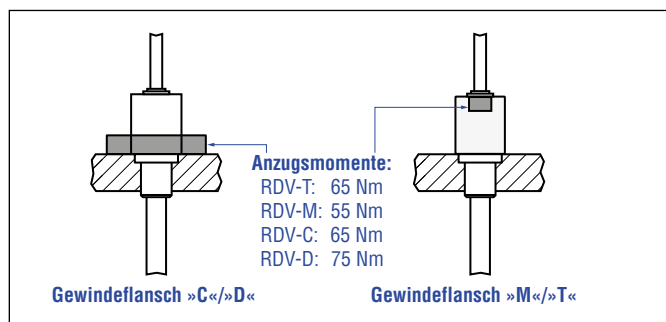 Anzugsmomente:
RDV-T: 65 Nm
RDV-M: 55 Nm
RDV-C: 65 Nm
RDV-D: 75 Nm
Gewindeflansch »C«/»D«
Gewindeflansch »M«/»T«